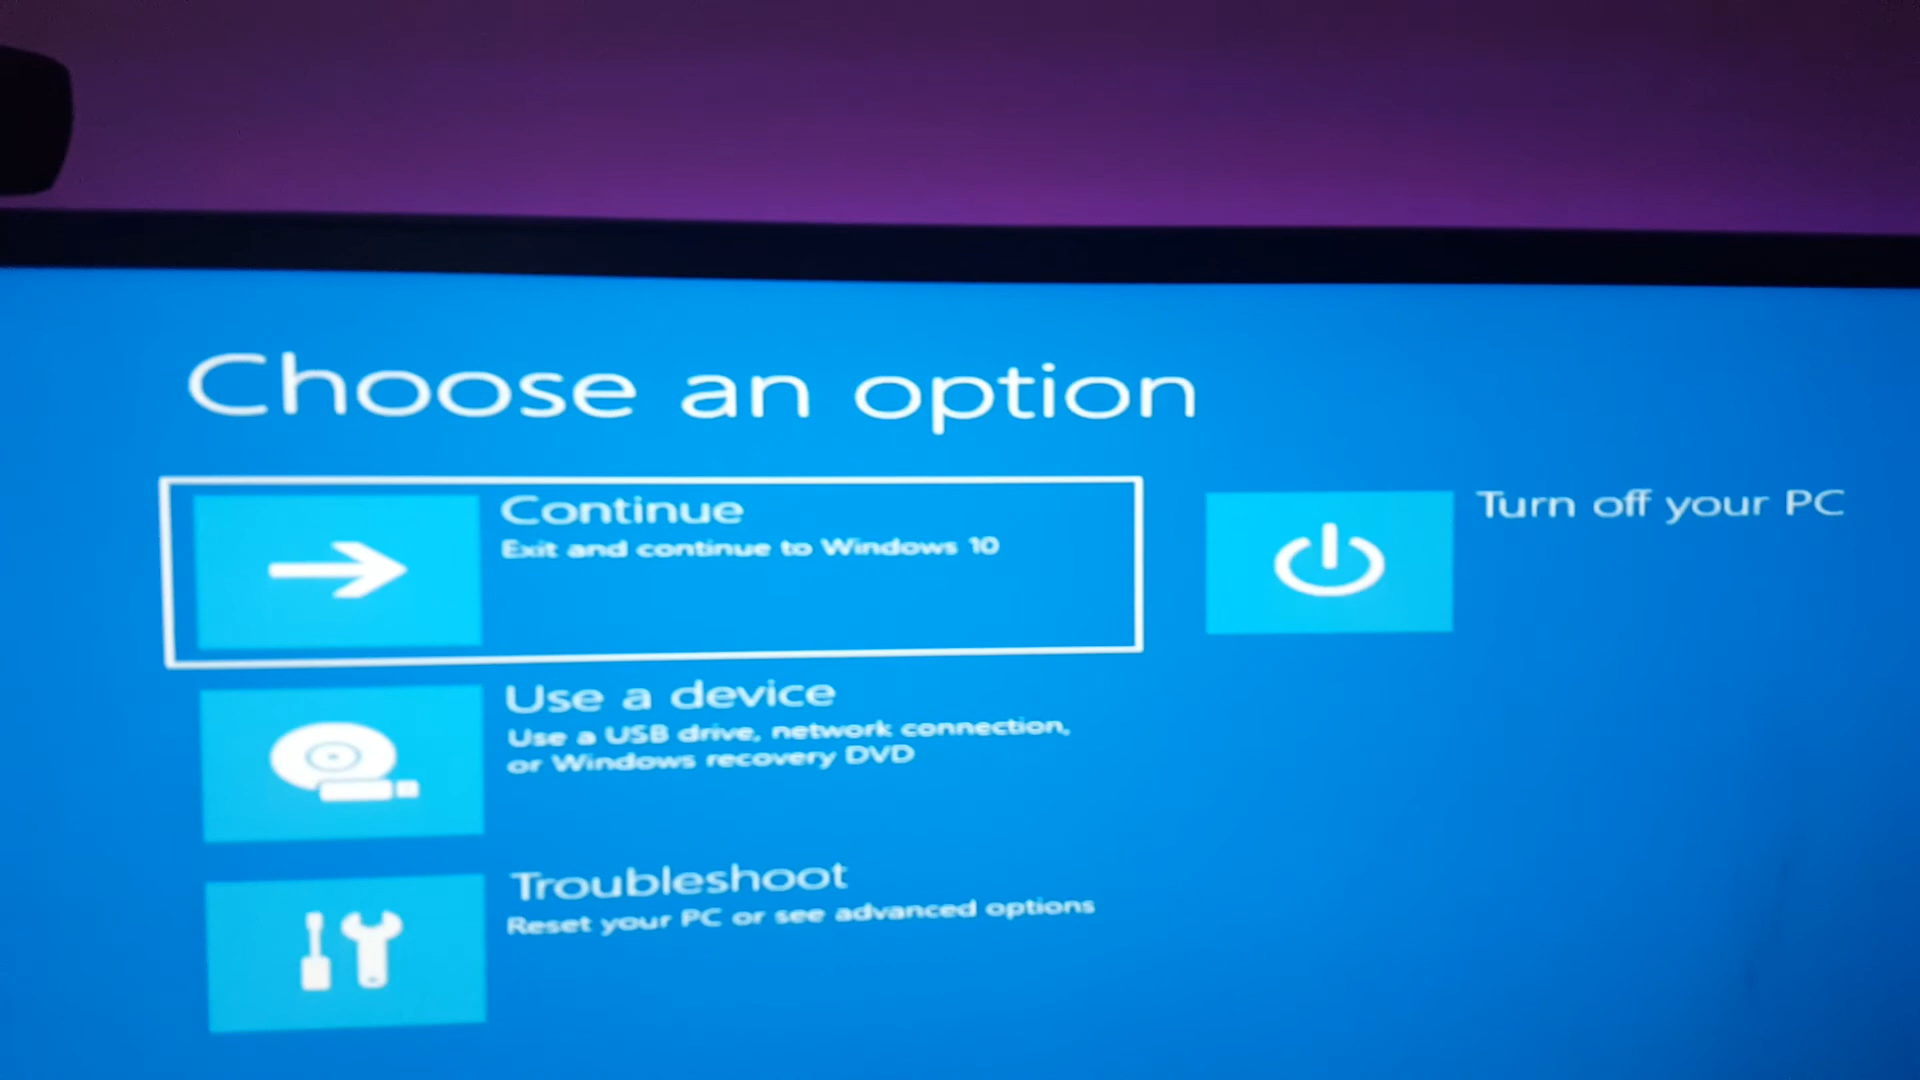 Choose an option
Continue
Exit and continue to Windows 10
Turn off your PC
Use a device
Use a USB drive, network connection,
or Windows recovery DVD
Troubleshoot
Reset your PC or see advanced options